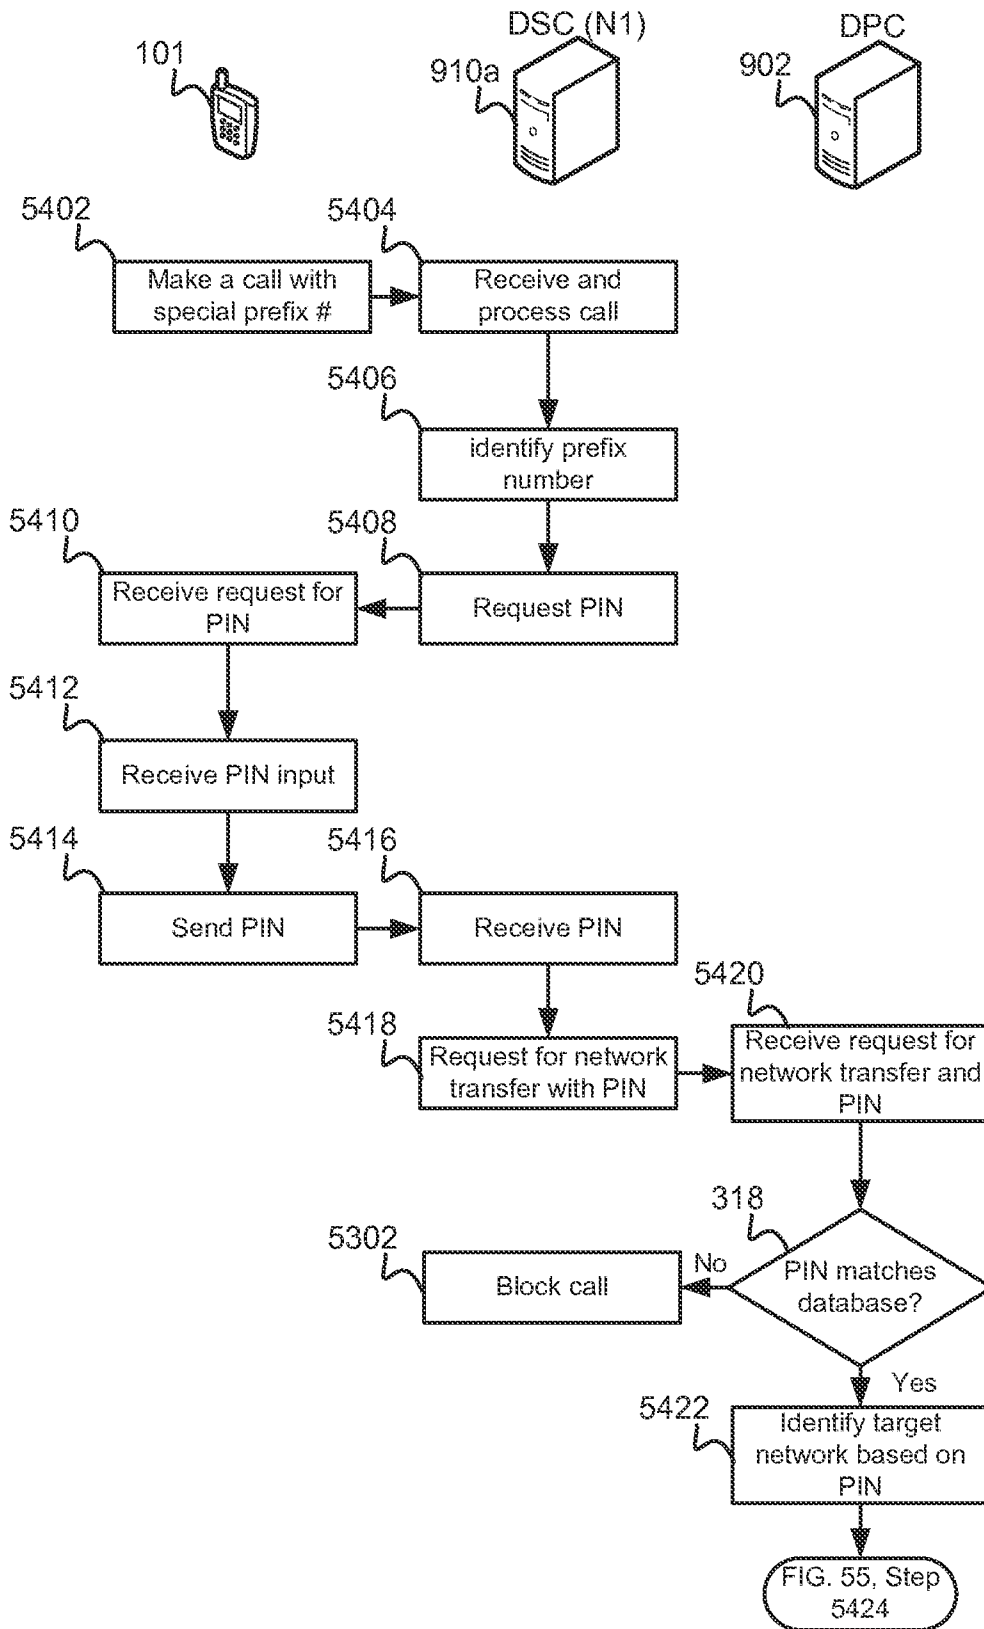 DSC (N1)
DPC
101
910a
902
5402
5404
Make a call with
special prefix #
Receive and
process call
5406
identify prefix
number
5410
5408
Receive request for
PIN
Request PIN
5412
Receive PIN input
5414
5416
Send PIN
Receive PIN
5420
5418
Request for network
transfer with PIN
Receive request for
network transfer and
PIN
318
5302
No
Block call
PIN matches
database?
Yes
5422
Identify target
network based on
PIN
FIG. 55, Step
5424